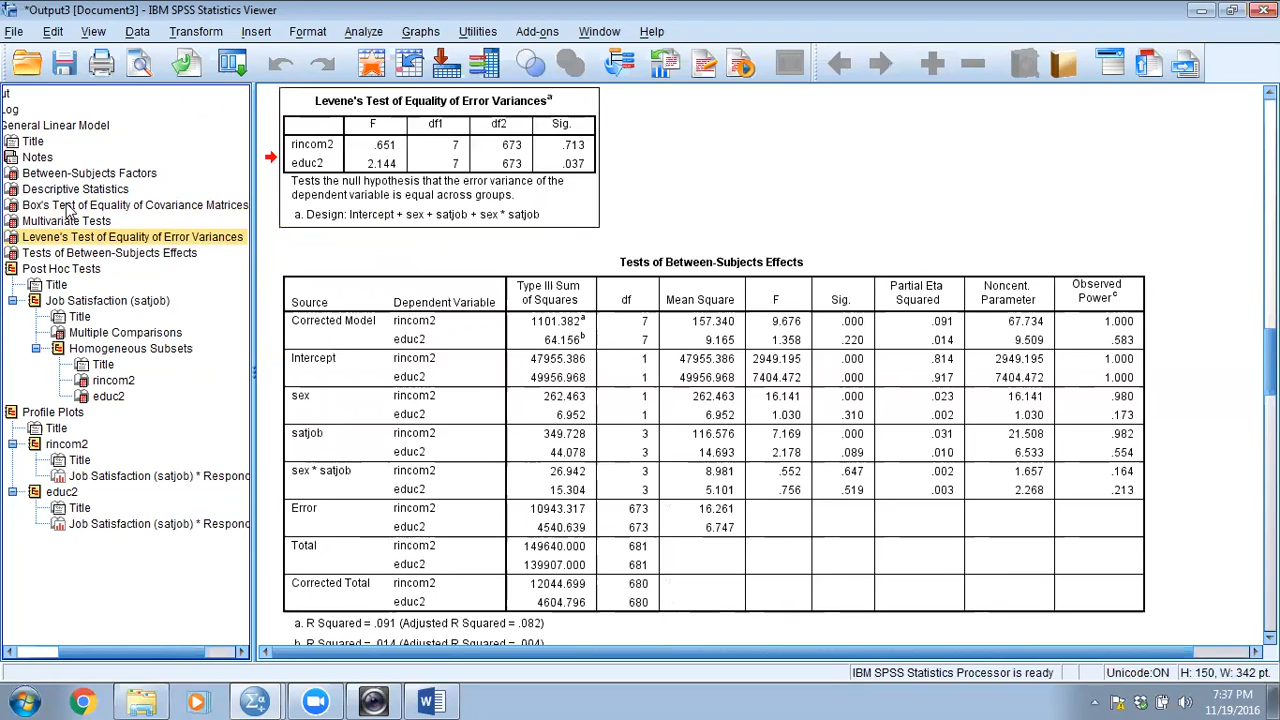 *Output3 [Document3] - IBM SPSS Statistics Viewer
File Edit View Data Transform Insert Format Analyze Graphs Utilities Add-ons Window Help
ut
Log
General Linear Model
Title
Notes
Between-Subjects Factors
Descriptive Statistics
Box's Test of Equality of Covariance Matrices
Multivariate Tests
Levene's Test of Equality of Error Variances
Tests of Between-Subjects Effects
Post Hoc Tests
Title
Job Satisfaction (satjob)
Title
Multiple Comparisons
Homogeneous Subsets
Title
rincom2
educ2
Profile Plots
Title
rincom2
Title
Job Satisfaction (satjob) * Respond
educ2
Title
Job Satisfaction (satjob) * Respond
Levene's Test of Equality of Error Variances a
F df1 df2 Sig.
rincom2 .651 7 673 .713
educ2 2.144 7 673 .037
Tests the null hypothesis that the error variance of the
dependent variable is equal across groups.
a. Design: Intercept + sex + satjob + sex * satjob
Tests of Between-Subjects Effects
Source Dependent Variable Type III Sum of Squares df Mean Square F Sig. Partial Eta Squared Noncent. Parameter Observed Power c
Corrected Model rincom2 1101.382 a 7 157.340 9.676 .000 .091 67.734 1.000
educ2 64.156 b 7 9.165 1.358 .220 .014 9.509 .583
Intercept rincom2 47955.386 1 47955.386 2949.195 .000 .814 2949.195 1.000
educ2 49956.968 1 49956.968 7404.472 .000 .917 7404.472 1.000
sex rincom2 262.463 1 262.463 16.141 .000 .023 16.141 .980
educ2 6.952 1 6.952 1.030 .310 .002 1.030 .173
satjob rincom2 349.728 3 116.576 7.169 .000 .031 21.508 .982
educ2 44.078 3 14.693 2.178 .089 .010 6.533 .554
sex * satjob rincom2 26.942 3 8.981 .552 .647 .002 1.657 .164
educ2 15.304 3 5.101 .756 .519 .003 2.268 .213
Error rincom2 10943.317 673 16.261
educ2 4540.639 673 6.747
Total rincom2 149640.000 681
educ2 139907.000 681
Corrected Total rincom2 12044.699 680
educ2 4604.796 680
a. R Squared = .091 (Adjusted R Squared = .082)
b. R Squared = .014 (Adjusted R Squared = .004)
IBM SPSS Statistics Processor is ready Unicode:ON H: 150, W: 342 pt.
7:37 PM
11/19/2016